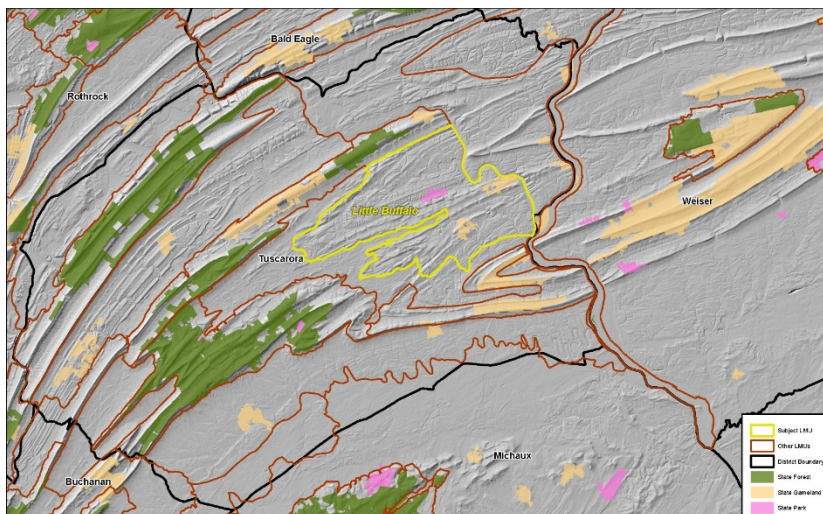 Bald Eagle
Rothrock
Little Buffalo
Weiser
Tuscarora
Michaux
Buchanan
Subject LMU
Other LMUs
District Boundary
State Forest
State Gameland
State Park